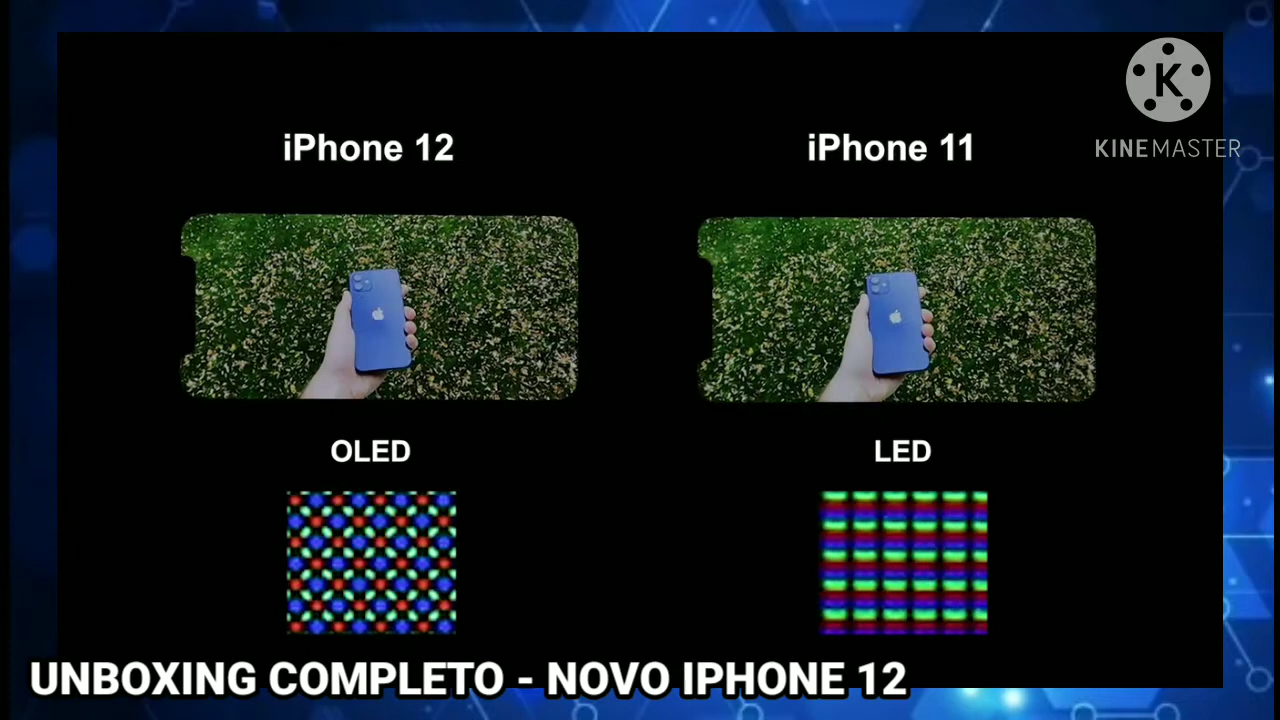 K
KINEMASTER
iPhone 12
iPhone 11
OLED
LED
UNBOXING COMPLETO - NOVO IPHONE 12